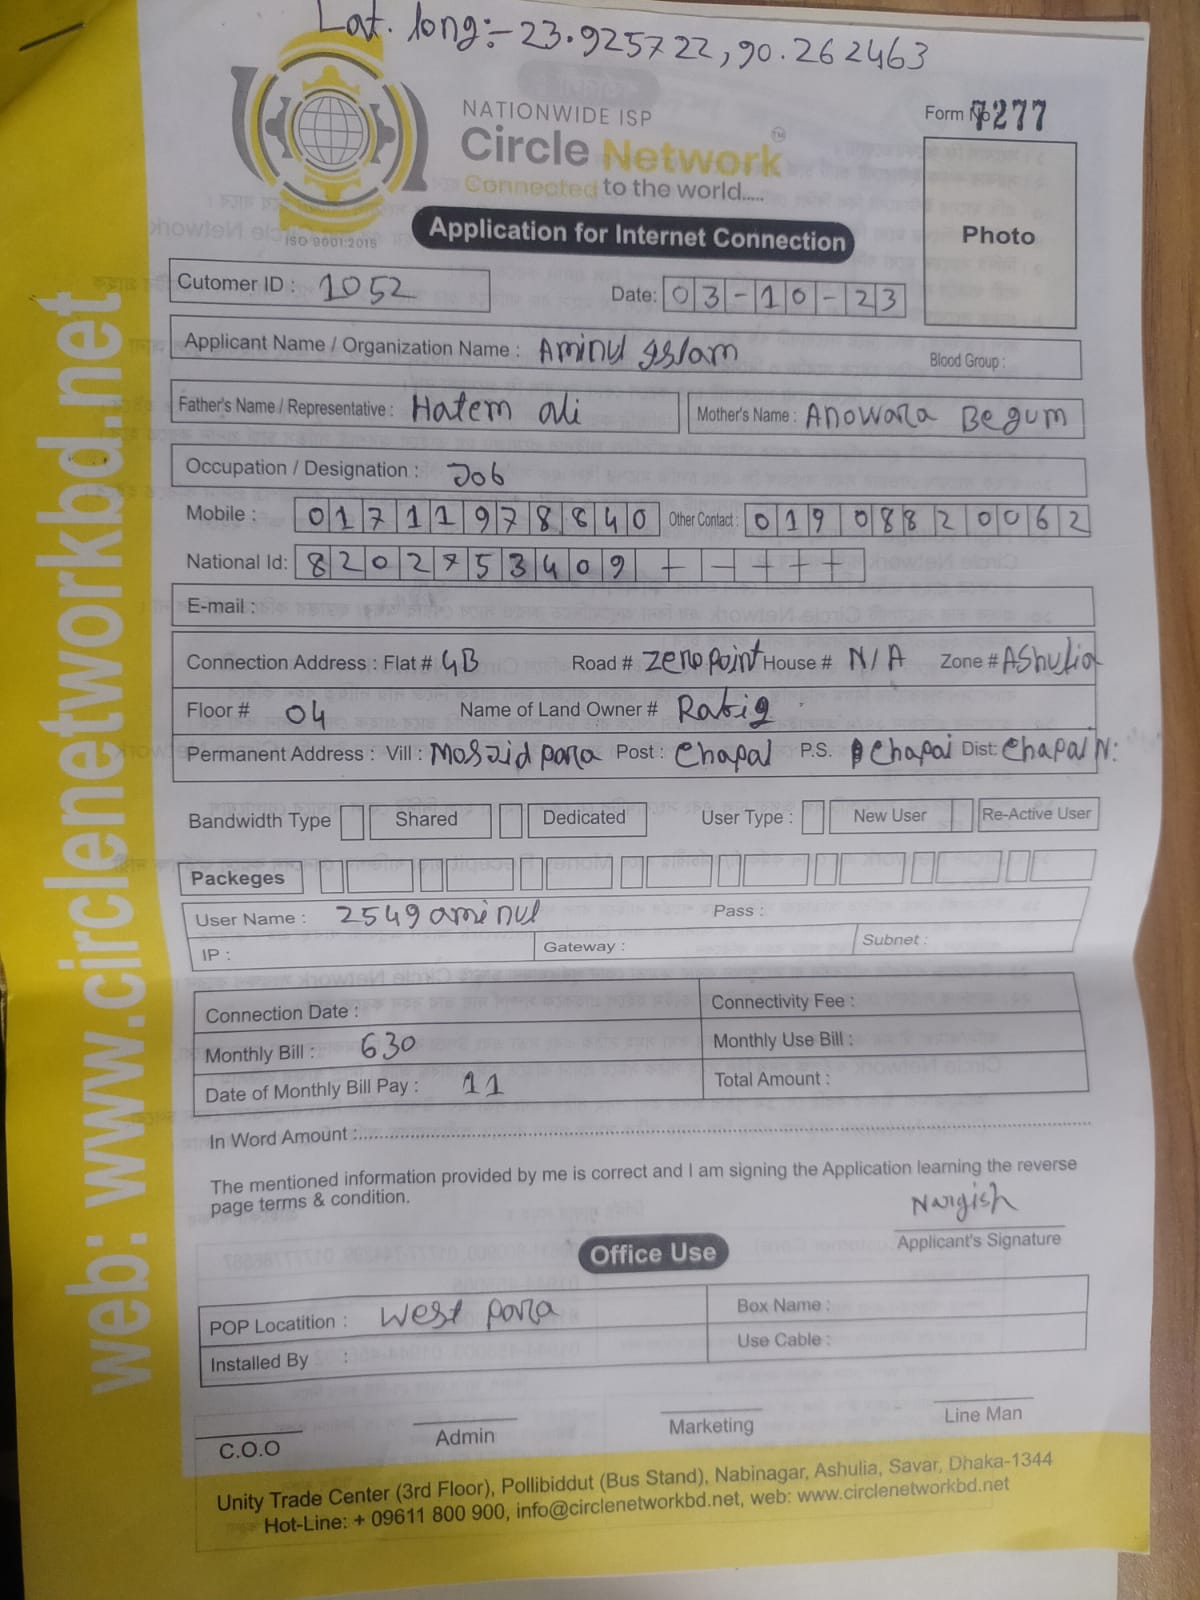 Lat. long:- 23.925722, 90.262463
NATIONWIDE ISP
Circle Network™
Connected to the world.....
ISO 9001:2015
Form No 7277
Photo
Application for Internet Connection
Cutomer ID : 1052 Date: 03-10-23
Applicant Name / Organization Name : Aminul Islam Blood Group :
Father's Name / Representative : Hatem ali Mother's Name : Anowara Begum
Occupation / Designation : Job
Mobile : 01711978840 Other Contact : 01908820062
National Id: 8202753409
E-mail :
Connection Address : Flat # 4B Road # zero point House # N/A Zone # Ashulia
Floor # 04 Name of Land Owner #
Permanent Address : Vill : Moszid para Post : Chapai P.S. Chapai Dist: Chapai N:
Bandwidth Type Shared Dedicated User Type : New User Re-Active User
Packeges
User Name : 2549aminul Pass :
IP : Gateway : Subnet :
Connection Date : Connectivity Fee :
Monthly Bill : 630 Monthly Use Bill :
Date of Monthly Bill Pay : 11 Total Amount :
In Word Amount :
The mentioned information provided by me is correct and I am signing the Application learning the reverse
page terms & condition.
Nargish
Applicant's Signature
Office Use
POP Locatition : West para Box Name :
Installed By : Use Cable :
C.O.O Admin Marketing Line Man
Unity Trade Center (3rd Floor), Pollibiddut (Bus Stand), Nabinagar, Ashulia, Savar, Dhaka-1344
Hot-Line: + 09611 800 900, info@circlenetworkbd.net, web: www.circlenetworkbd.net
web: www.circlenetworkbd.net